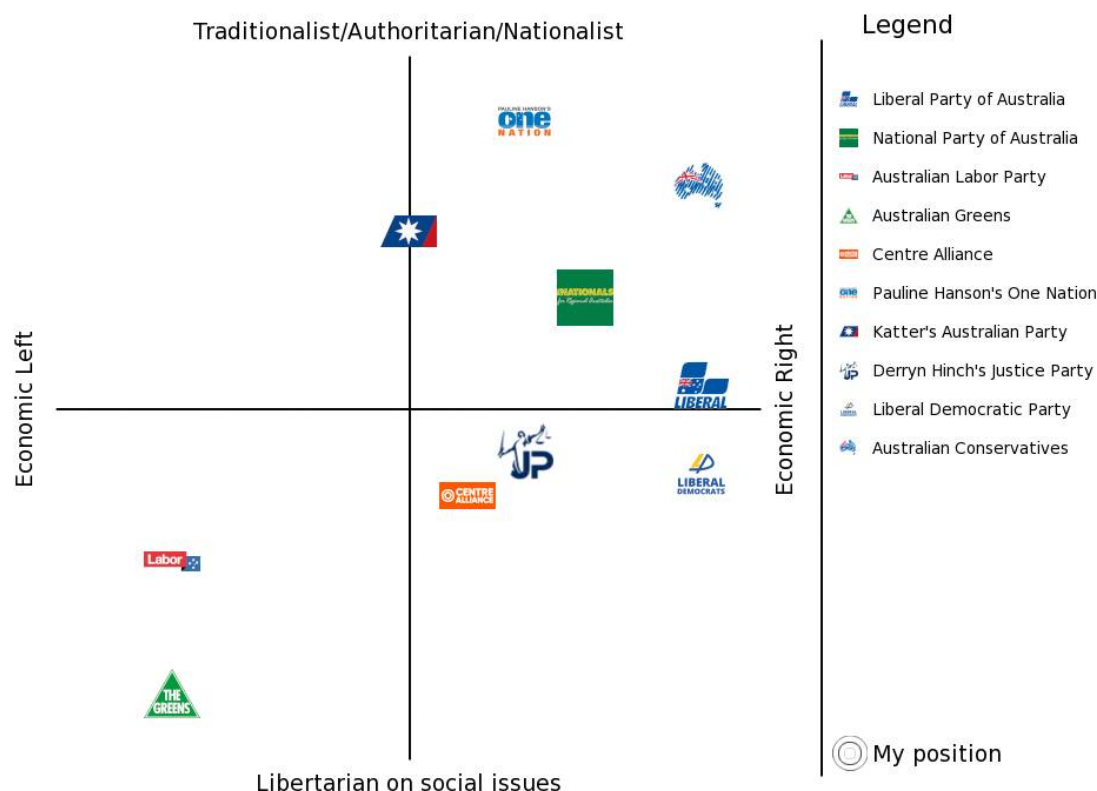 Traditionalist/Authoritarian/Nationalist
Legend
PAULINE HANSON'S
one
NATION
Liberal Party of Australia
National Party of Australia
Australian Labor Party
Australian Greens
Centre Alliance
Pauline Hanson's One Nation
Katter's Australian Party
Derryn Hinch's Justice Party
Liberal Democratic Party
Australian Conservatives
NATIONALS
for Regional Australia
Economic Left
Economic Right
LIBERAL
JP
CENTRE
ALLIANCE
LIBERAL
DEMOCRATS
Labor
THE
GREENS
My position
Libertarian on social issues